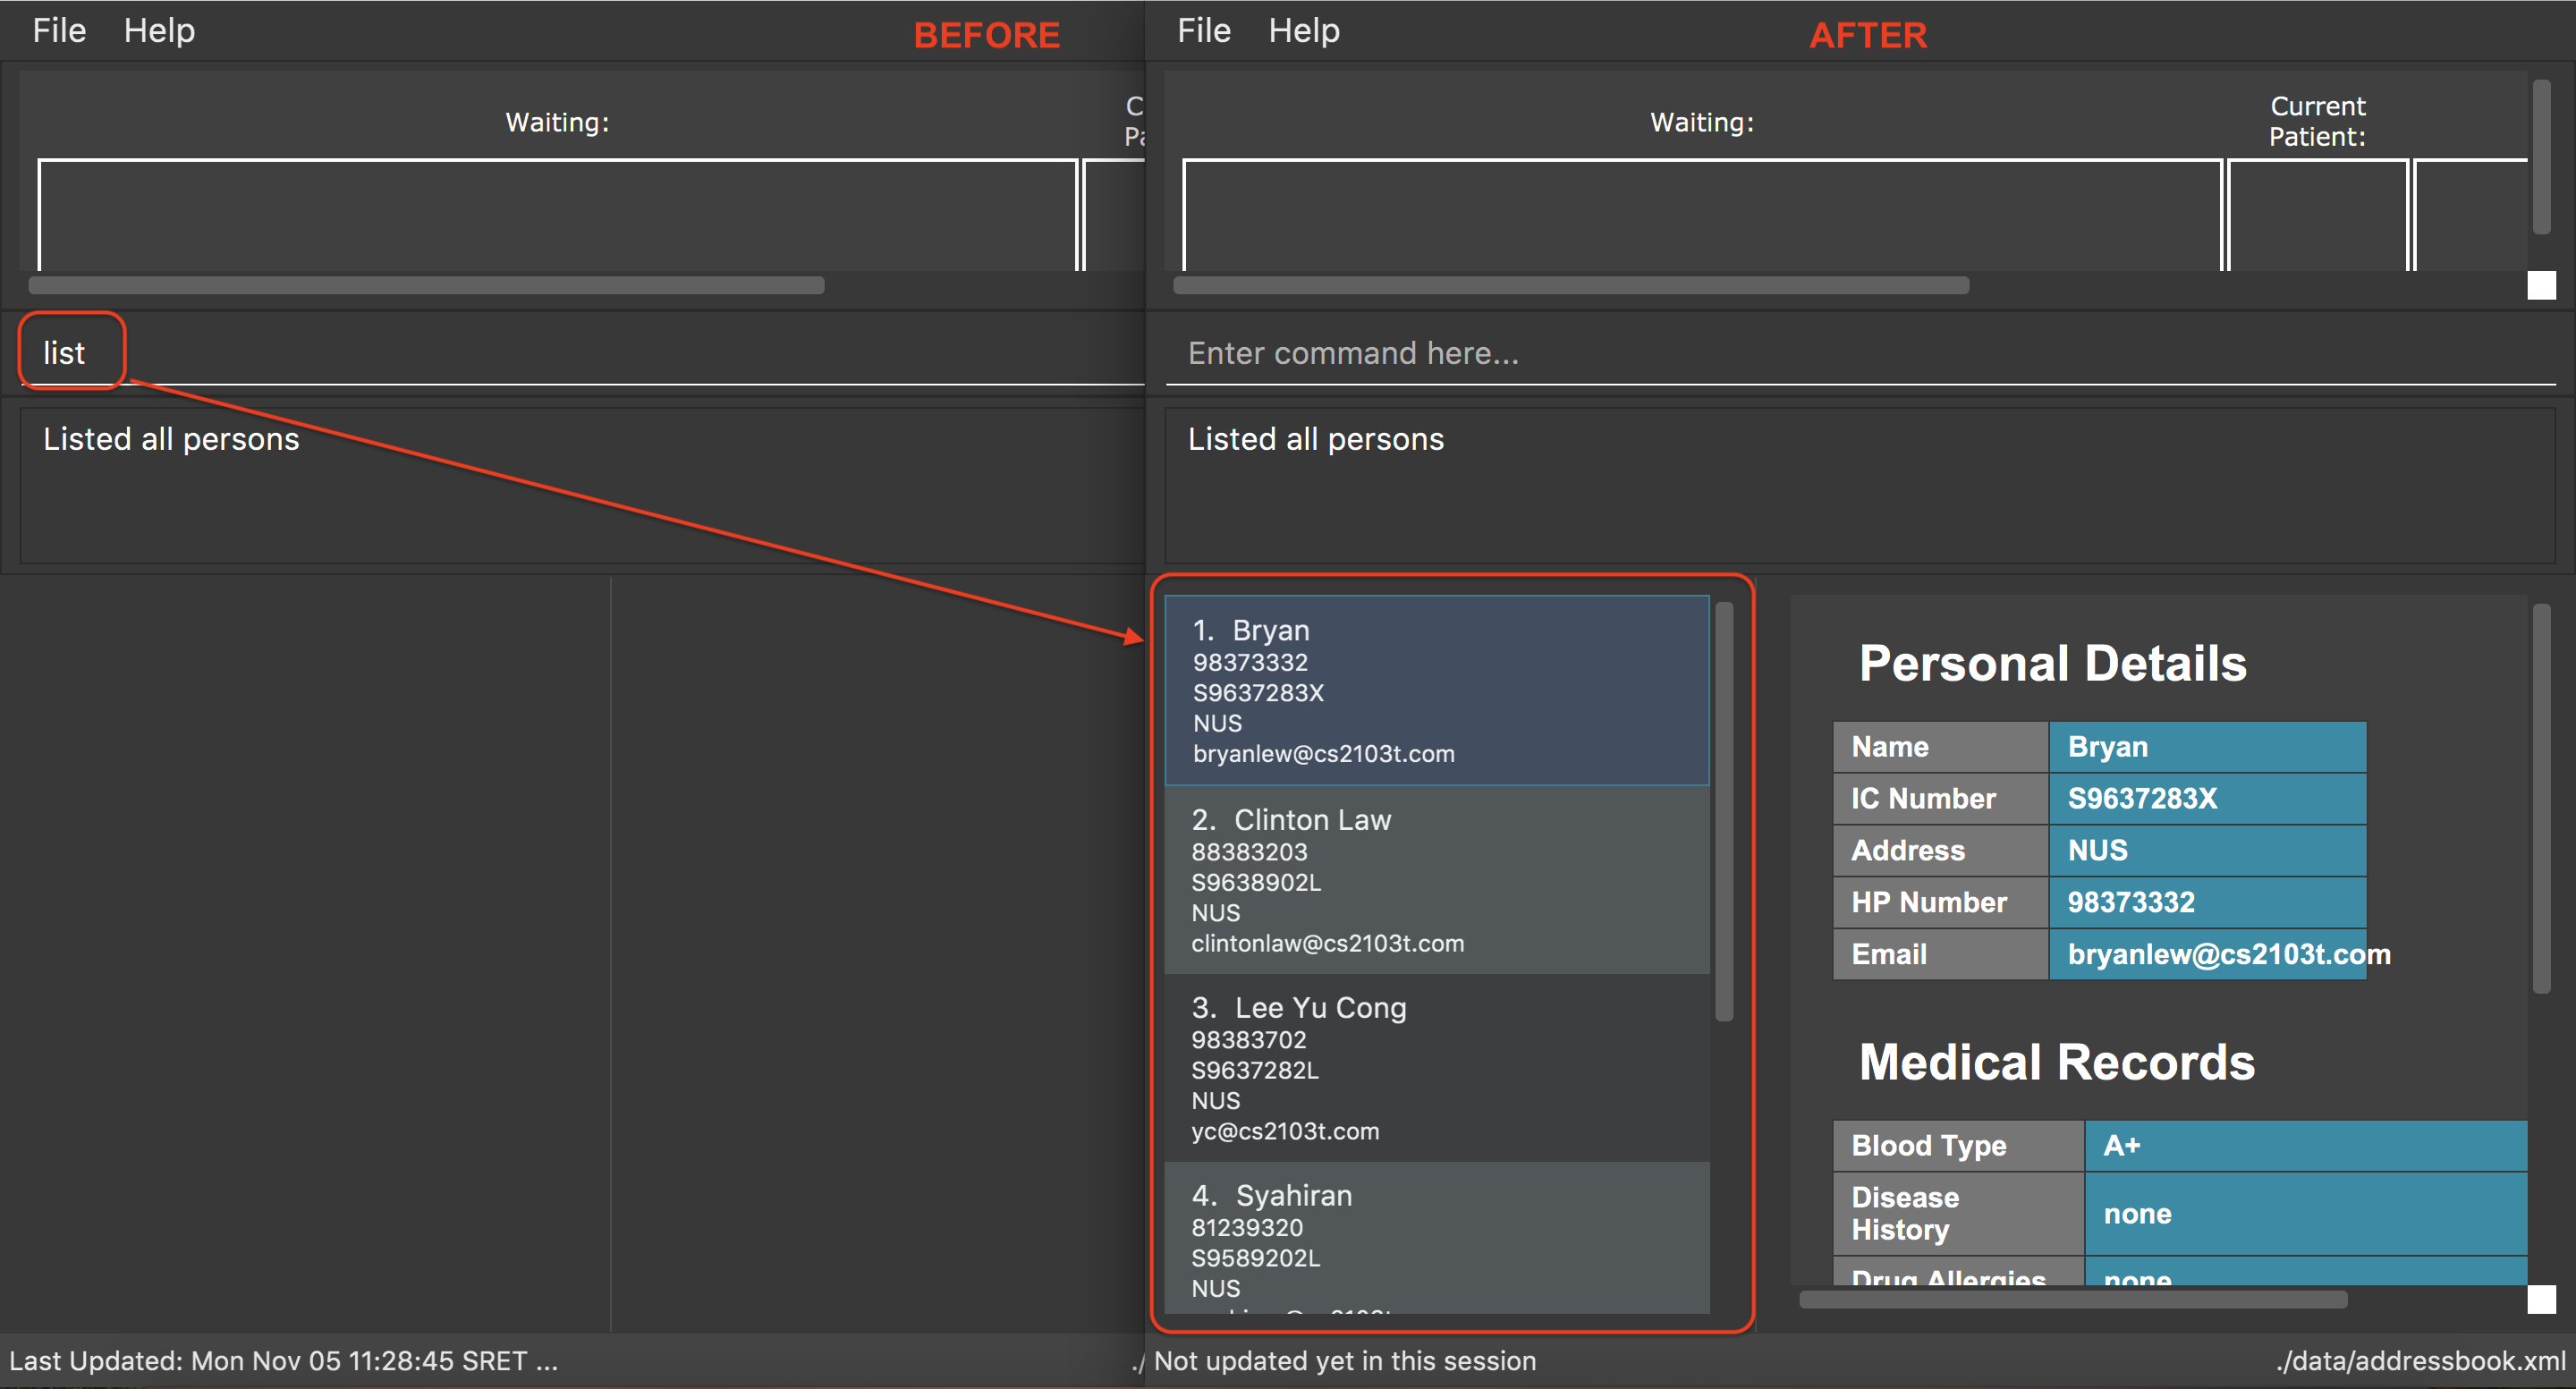 File Help
BEFORE
Waiting:
list
Listed all persons
Last Updated: Mon Nov 05 11:28:45 SRET ...
./
File Help
AFTER
Waiting:
Current
Patient:
Enter command here...
Listed all persons
1. Bryan
98373332
S9637283X
NUS
bryanlew@cs2103t.com
2. Clinton Law
88383203
S9638902L
NUS
clintonlaw@cs2103t.com
3. Lee Yu Cong
98383702
S9637282L
NUS
yc@cs2103t.com
4. Syahiran
81239320
S9589202L
NUS
Personal Details
Name Bryan
IC Number S9637283X
Address NUS
HP Number 98373332
Email bryanlew@cs2103t.com
Medical Records
Blood Type A+
Disease
History
none
Drug Allergies none
Not updated yet in this session
./data/addressbook.xml